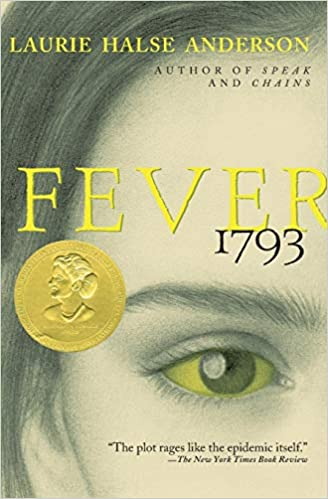 LAURIE HALSE ANDERSON
AUTHOR OF SPEAK
AND CHAINS
FEVER
1793
"The plot rages like the epidemic itself."
—The New York Times Book Review